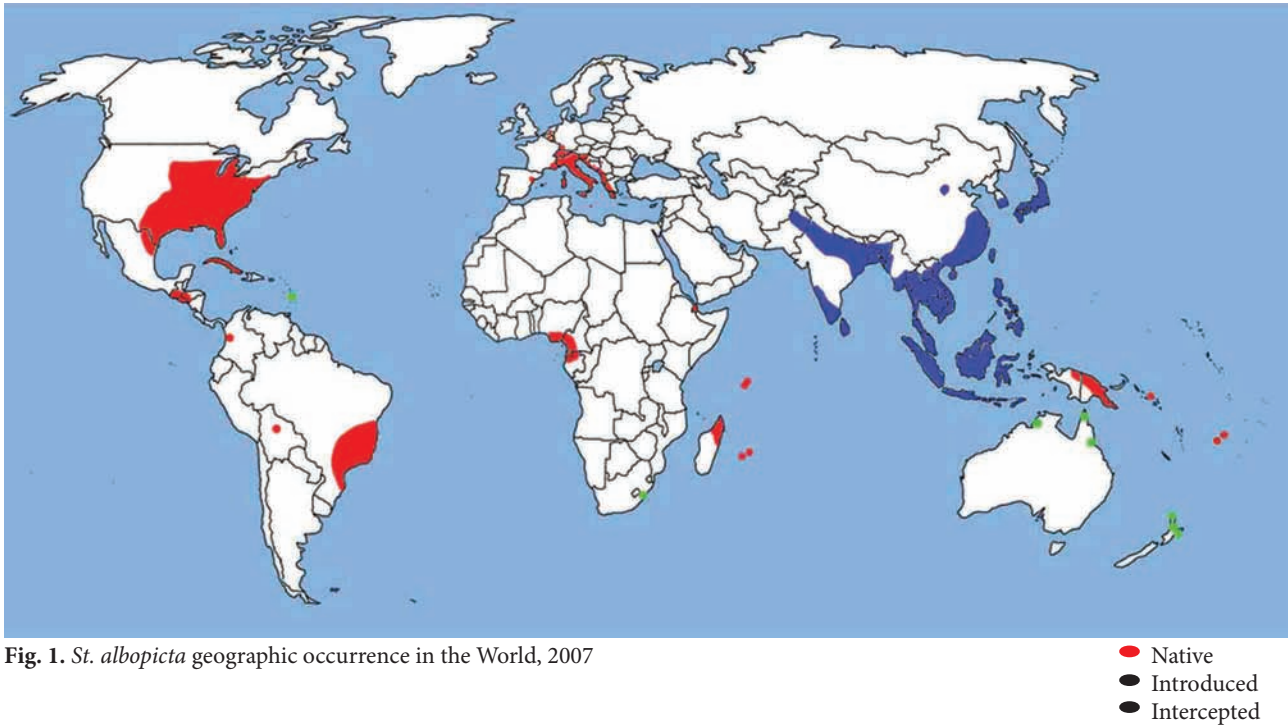 Fig. 1. St. albopicta geographic occurrence in the World, 2007
Native
Introduced
Intercepted